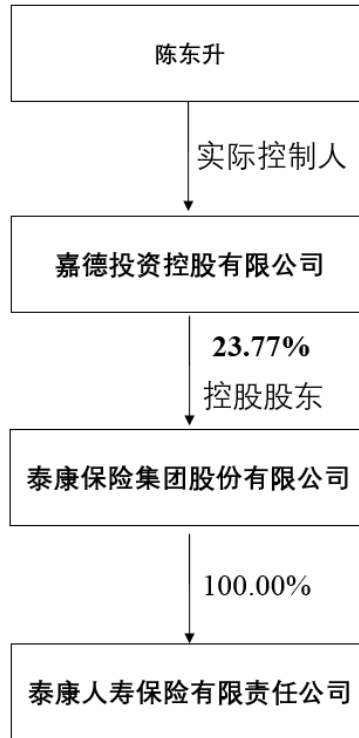 陈东升
实际控制人
嘉德投资控股有限公司
23.77%
控股股东
泰康保险集团股份有限公司
100.00%
泰康人寿保险有限责任公司